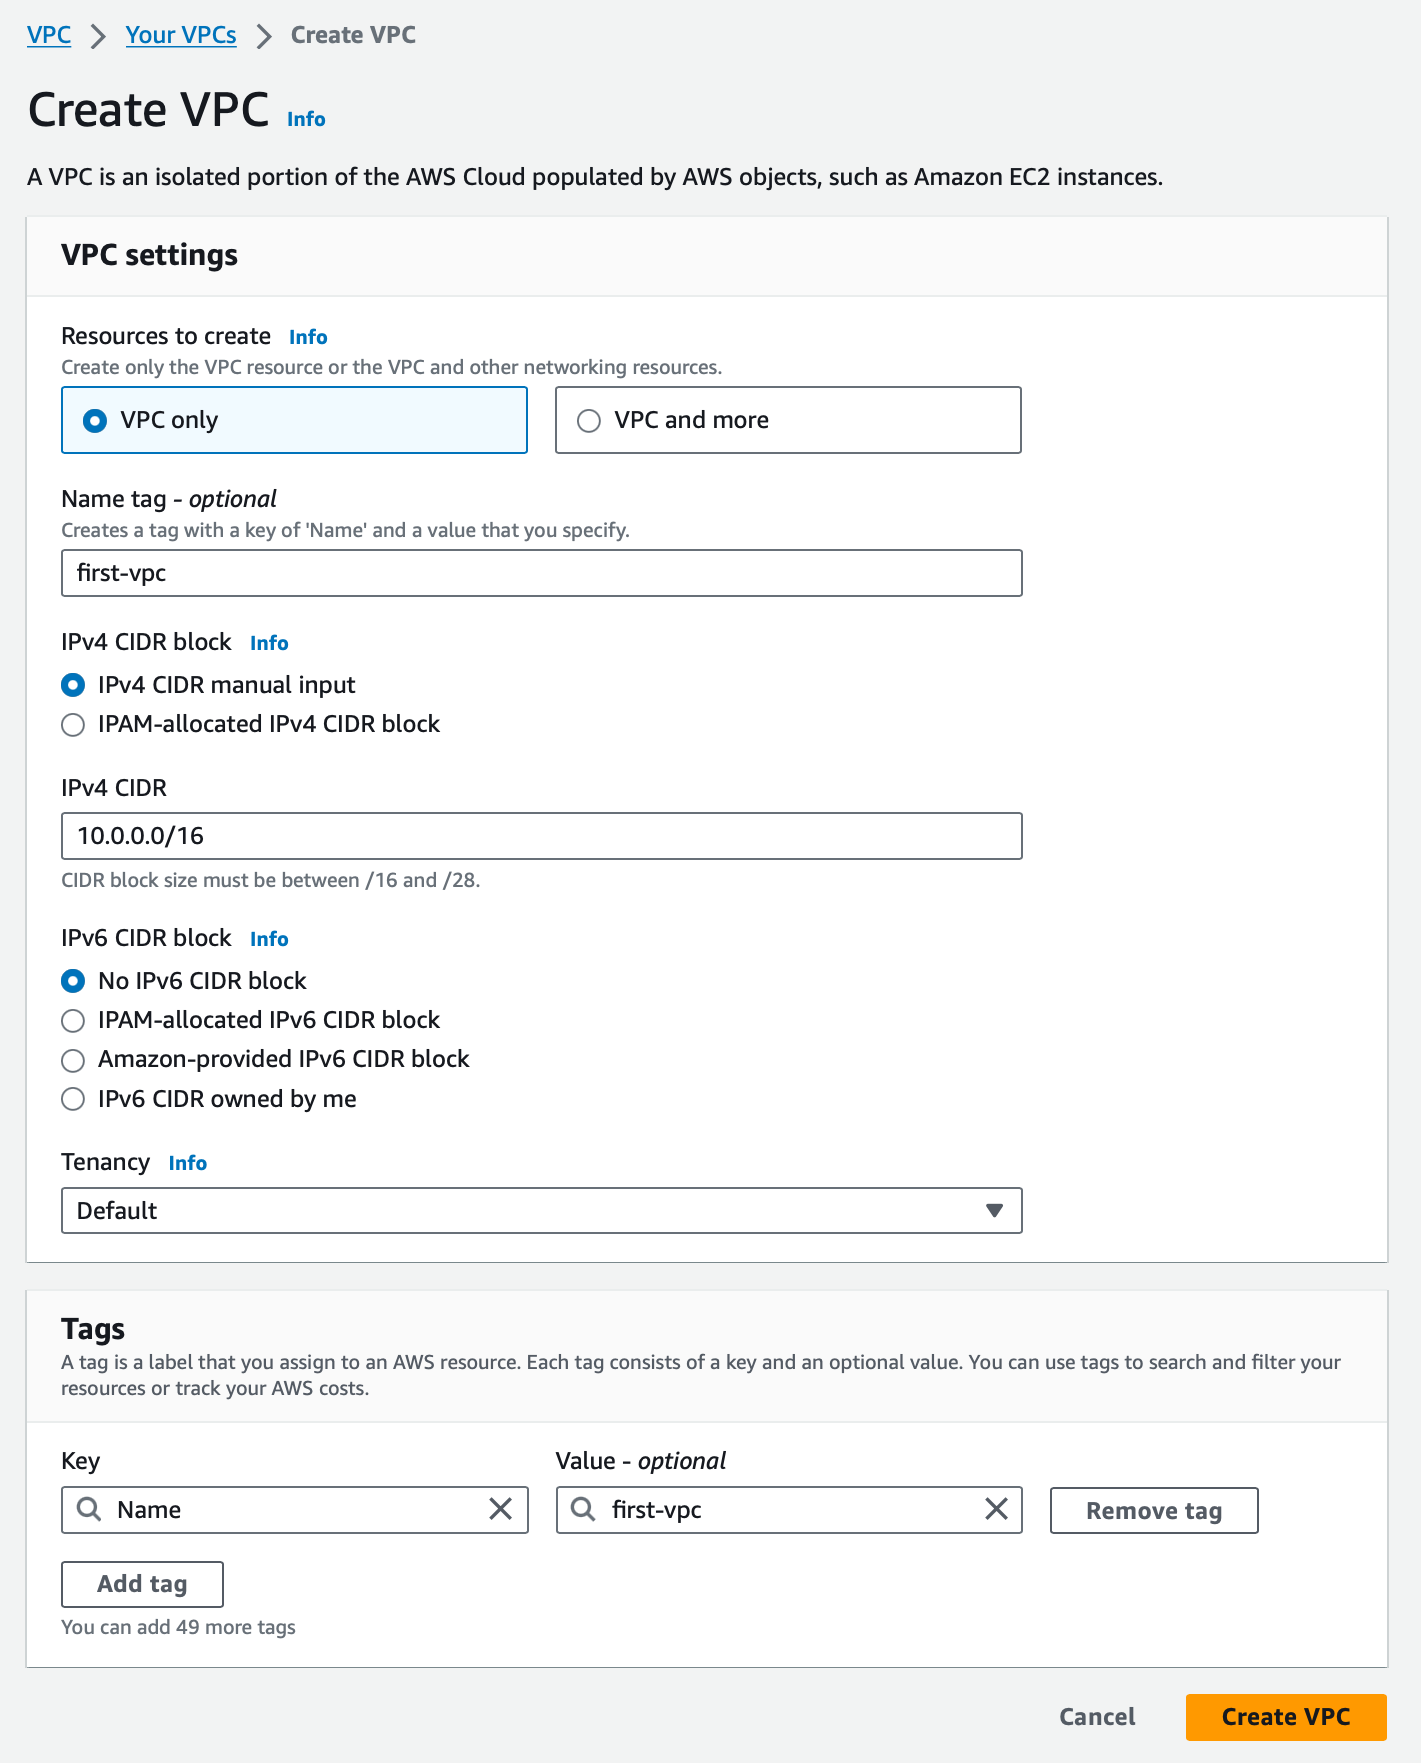 VPC > Your VPCs > Create VPC
Create VPC Info
A VPC is an isolated portion of the AWS Cloud populated by AWS objects, such as Amazon EC2 instances.
VPC settings
Resources to create Info
Create only the VPC resource or the VPC and other networking resources.
VPC only VPC and more
Name tag - optional
Creates a tag with a key of 'Name' and a value that you specify.
first-vpc
IPv4 CIDR block Info
IPv4 CIDR manual input
IPAM-allocated IPv4 CIDR block
IPv4 CIDR
10.0.0.0/16
CIDR block size must be between /16 and /28.
IPv6 CIDR block Info
No IPv6 CIDR block
IPAM-allocated IPv6 CIDR block
Amazon-provided IPv6 CIDR block
IPv6 CIDR owned by me
Tenancy Info
Default
Tags
A tag is a label that you assign to an AWS resource. Each tag consists of a key and an optional value. You can use tags to search and filter your
resources or track your AWS costs.
Key Value - optional
Name first-vpc Remove tag
Add tag
You can add 49 more tags
Cancel Create VPC